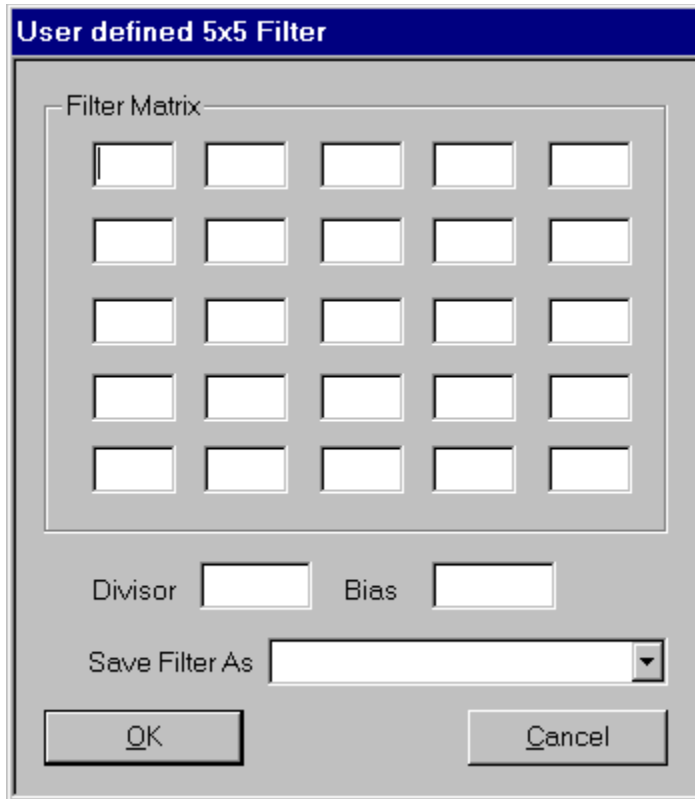 User defined 5x5 Filter
Filter Matrix
Divisor Bias
Save Filter As
OK Cancel